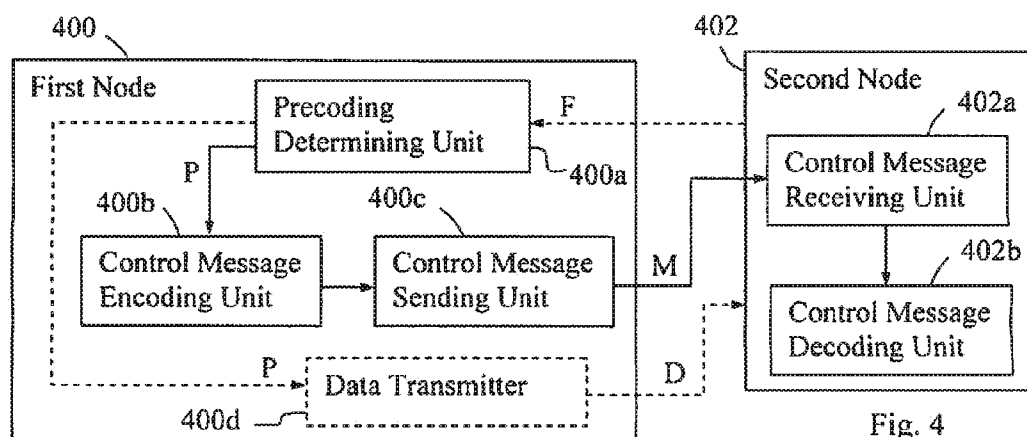 400
First Node
Precoding
Determining Unit
400a
P
F
400b
Control Message
Encoding Unit
400c
Control Message
Sending Unit
M
P
Data Transmitter
400d
D
402
Second Node
402a
Control Message
Receiving Unit
402b
Control Message
Decoding Unit
Fig. 4